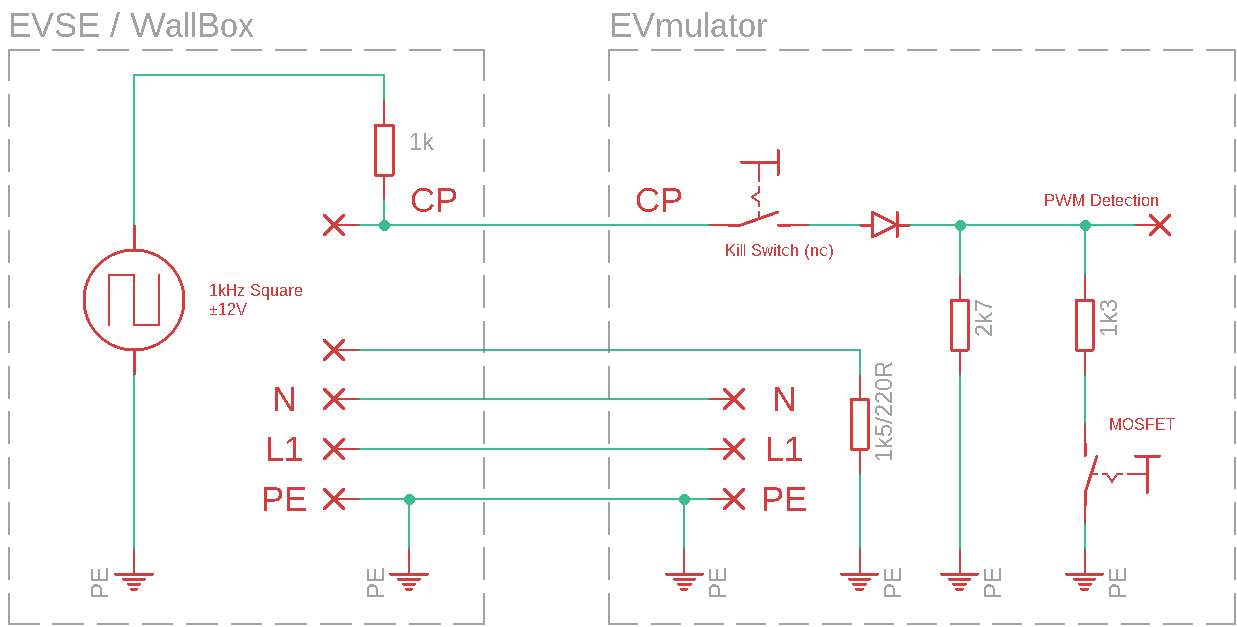 EVSE / WallBox
EVmulator
1k
CP
CP
PWM Detection
Kill Switch (nc)
1kHz Square
±12V
2k7
1k3
N
N
1k5/220R
L1
L1
MOSFET
PE
PE
PE
PE
PE
PE
PE
PE